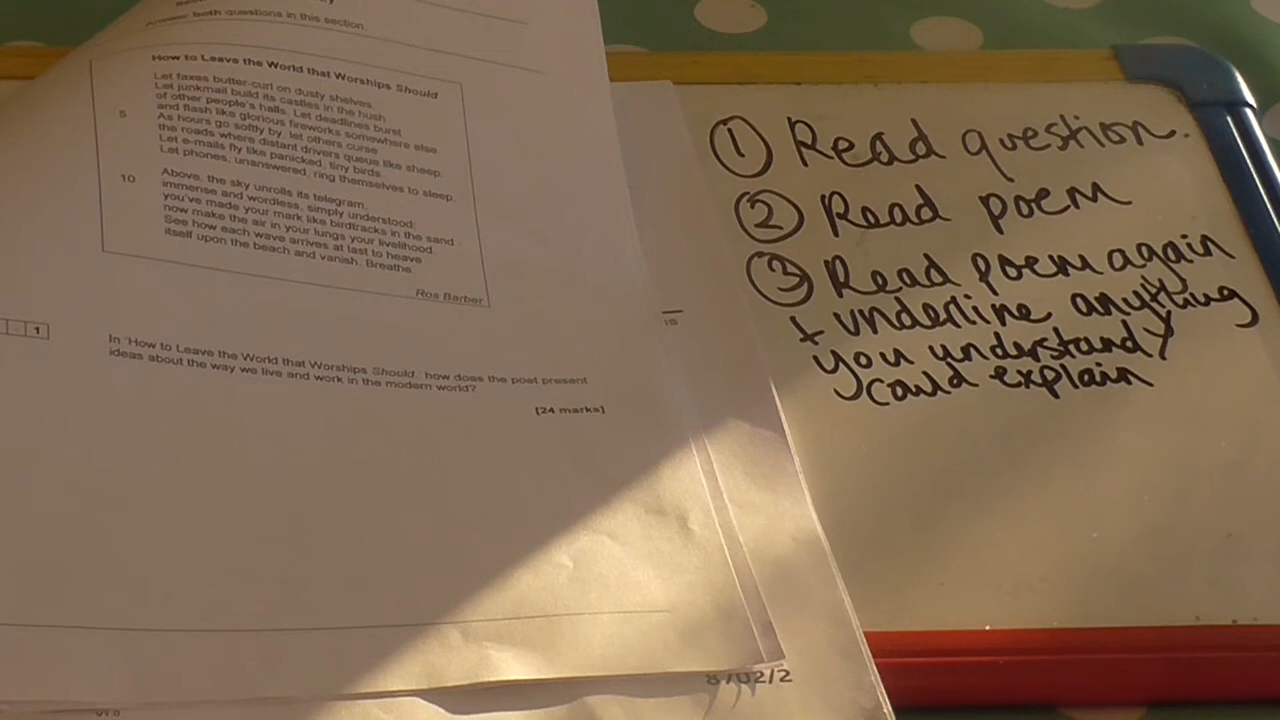 Answer both questions in this section
How to Leave the World that Worships Should
Let faxes butter-curl on dusty shelves.
Let junkmail build its castles in the hush
of other people's halls. Let deadlines burst
and flash like glorious fireworks somewhere else.
5
As hours go softly by, let others curse
the roads where distant drivers queue like sheep.
Let e-mails fly like panicked, tiny birds.
Let phones, unanswered, ring themselves to sleep.
Above, the sky unrolls its telegram,
10
immense and wordless, simply understood:
you've made your mark like birdtracks in the sand
now make the air in your lungs your livelihood.
See how each wave arrives at last to heave
itself upon the beach and vanish. Breathe.
Ros Barber
1
In 'How to Leave the World that Worships Should,' how does the poet present
ideas about the way we live and work in the modern world?
[24 marks]
8702/2
V1.0
1 Read question.
2 Read poem
3 Read poem again
+ underline anything
you understand/
could explain